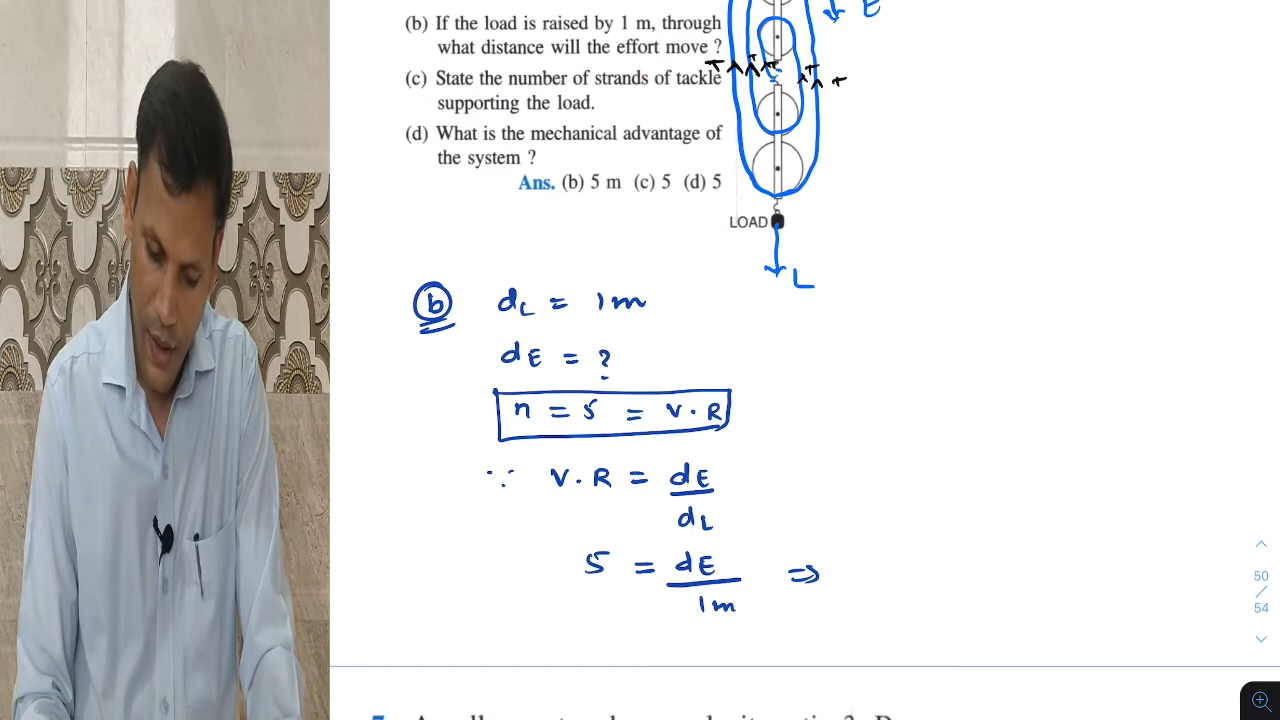 (b) If the load is raised by 1 m, through
what distance will the effort move ?
(c) State the number of strands of tackle
supporting the load.
(d) What is the mechanical advantage of
the system ?
Ans. (b) 5 m (c) 5 (d) 5
E
T T T T T
LOAD
L
(b) dL = 1m
dE = ?
n = 5 = V.R
∵ V.R = dE
dL
5 = dE ⇒
1m
50
/
54